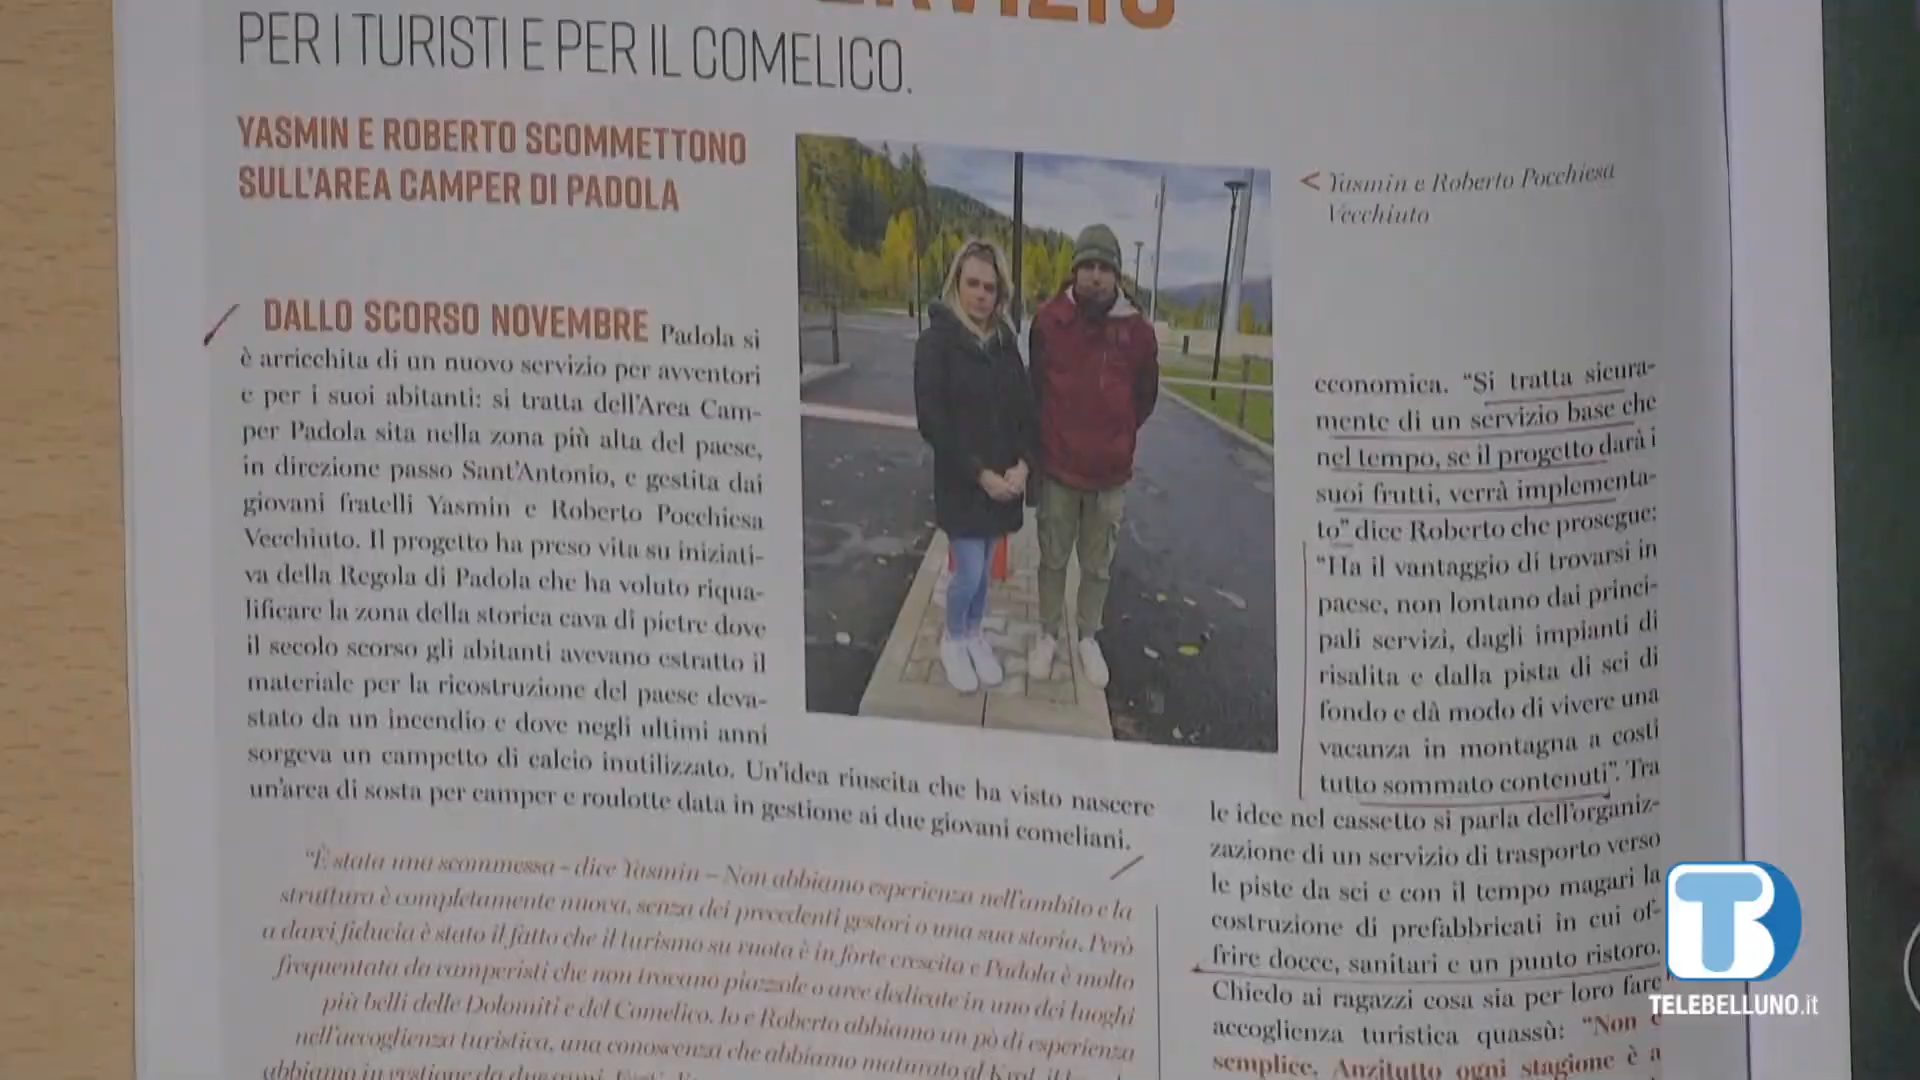 ERVIZIO
PER I TURISTI E PER IL COMELICO.
YASMIN E ROBERTO SCOMMETTONO
SULL'AREA CAMPER DI PADOLA
< Yasmin e Roberto Pocchiesa
Vecchiuto
DALLO SCORSO NOVEMBRE Padola si
è arricchita di un nuovo servizio per avventori
e per i suoi abitanti: si tratta dell'Area Cam-
per Padola sita nella zona più alta del paese,
in direzione passo Sant'Antonio, e gestita dai
giovani fratelli Yasmin e Roberto Pocchiesa
Vecchiuto. Il progetto ha preso vita su iniziati-
va della Regola di Padola che ha voluto riqua-
lificare la zona della storica cava di pietre dove
il secolo scorso gli abitanti avevano estratto il
materiale per la ricostruzione del paese deva-
stato da un incendio e dove negli ultimi anni
sorgeva un campetto di calcio inutilizzato. Un'idea riuscita che ha visto nascere
un'area di sosta per camper e roulotte data in gestione ai due giovani comeliani.
"È stata una scommessa - dice Yasmin – Non abbiamo esperienza nell'ambito e la
struttura è completamente nuova, senza dei precedenti gestori o una sua storia. Però
a darci fiducia è stato il fatto che il turismo su ruota è in forte crescita e Padola è molto
frequentata da camperisti che non trovano piazzole o aree dedicate in uno dei luoghi
più belli delle Dolomiti e del Comelico. Io e Roberto abbiamo un pò di esperienza
nell'accoglienza turistica, una conoscenza che abbiamo maturato al
abbiamo in gestione da due anni.
economica. "Si tratta sicura-
mente di un servizio base che
nel tempo, se il progetto darà i
suoi frutti, verrà implementa-
to" dice Roberto che prosegue:
"Ha il vantaggio di trovarsi in
paese, non lontano dai princi-
pali servizi, dagli impianti di
risalita e dalla pista di sci di
fondo e dà modo di vivere una
vacanza in montagna a costi
tutto sommato contenuti". Tra
le idee nel cassetto si parla dell'organiz-
zazione di un servizio di trasporto verso
le piste da sci e con il tempo magari la
costruzione di prefabbricati in cui of-
frire docce, sanitari e un punto ristoro.
Chiedo ai ragazzi cosa sia per loro fare
accoglienza turistica quassù: "Non è
semplice. Anzitutto ogni stagione è a
TB
TELEBELLUNO.it